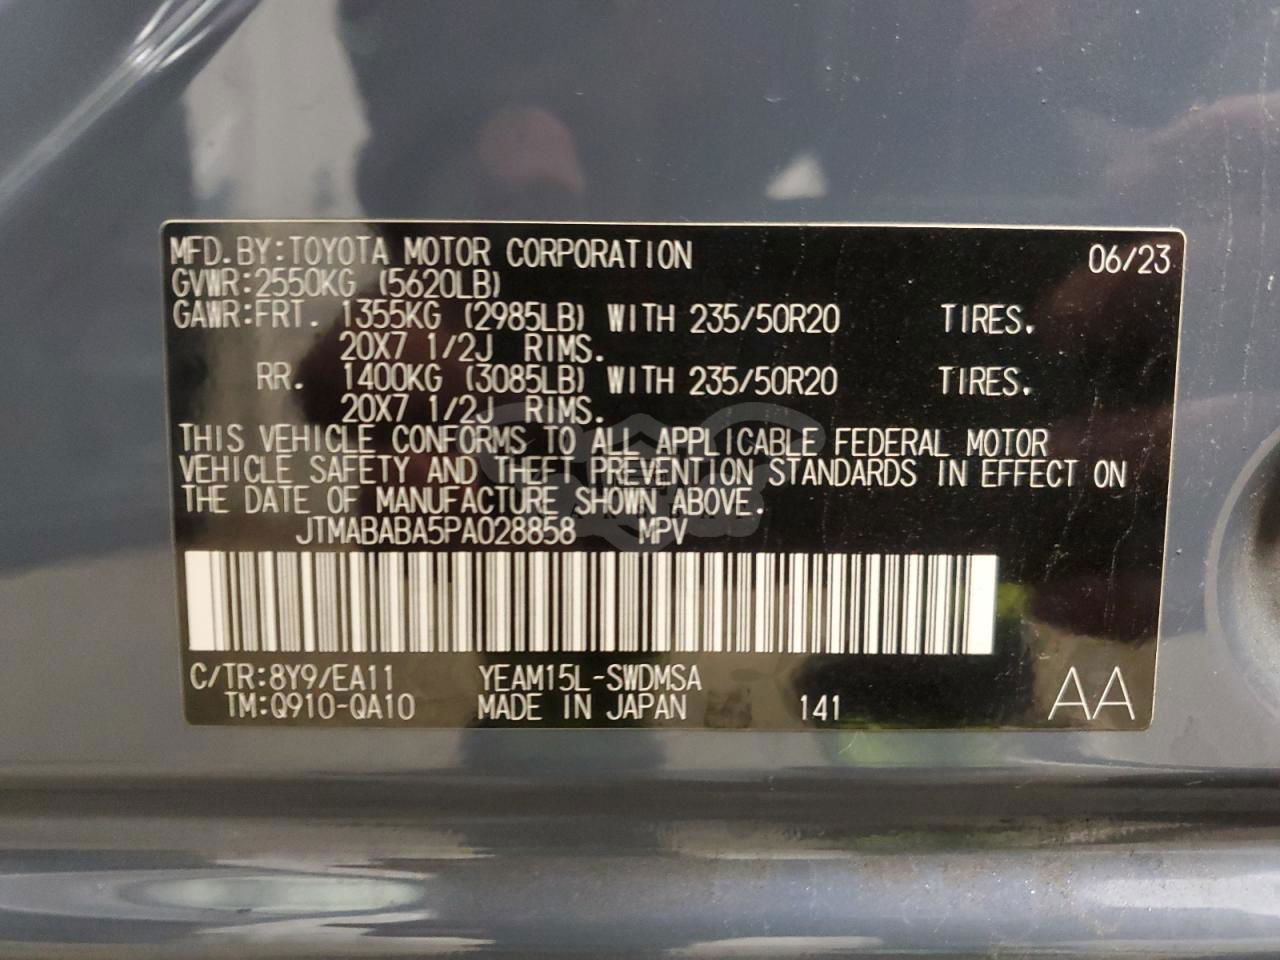 MFD.BY:TOYOTA MOTOR CORPORATION 06/23
GVWR:2550KG (5620LB)
GAWR:FRT. 1355KG (2985LB) WITH 235/50R20 TIRES.
20X7 1/2J RIMS.
RR. 1400KG (3085LB) WITH 235/50R20 TIRES.
20X7 1/2J RIMS.
THIS VEHICLE CONFORMS TO ALL APPLICABLE FEDERAL MOTOR
VEHICLE SAFETY AND THEFT PREVENTION STANDARDS IN EFFECT ON
THE DATE OF MANUFACTURE SHOWN ABOVE.
JTMABABA5PA028858 MPV
C/TR:8Y9/EA11 YEAM15L-SWDMSA
TM:Q910-QA10 MADE IN JAPAN 141 AA